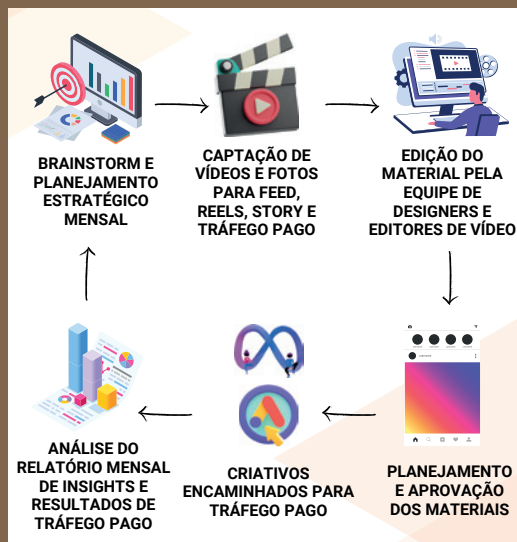 BRAINSTORM E
PLANEJAMENTO
ESTRATÉGICO
MENSAL
CAPTAÇÃO DE
VÍDEOS E FOTOS
PARA FEED,
REELS, STORY E
TRÁFEGO PAGO
EDIÇÃO DO
MATERIAL PELA
EQUIPE DE
DESIGNERS E
EDITORES DE VÍDEO
PLANEJAMENTO
E APROVAÇÃO
DOS MATERIAIS
CRIATIVOS
ENCAMINHADOS PARA
TRÁFEGO PAGO
ANÁLISE DO
RELATÓRIO MENSAL
DE INSIGHTS E
RESULTADOS DE
TRÁFEGO PAGO